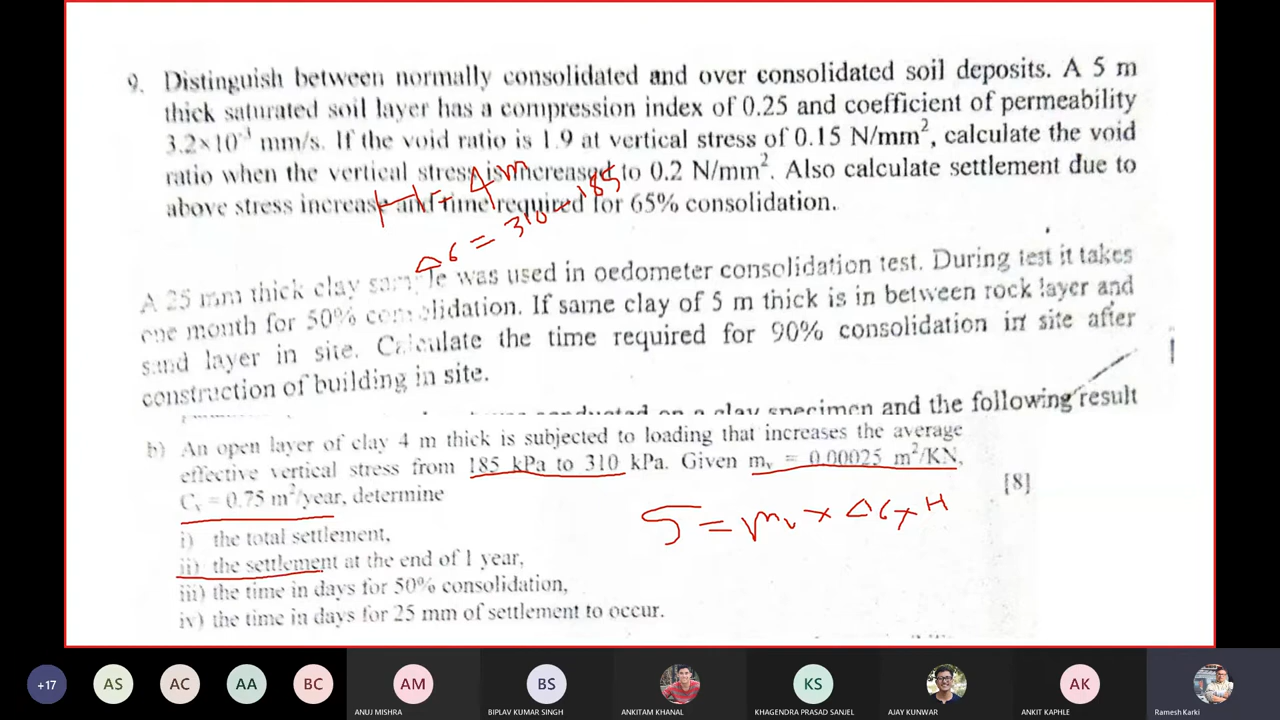 9. Distinguish between normally consolidated and over consolidated soil deposits. A 5 m
thick saturated soil layer has a compression index of 0.25 and coefficient of permeability
3.2×10⁻³ mm/s. If the void ratio is 1.9 at vertical stress of 0.15 N/mm², calculate the void
ratio when the vertical stress is increased to 0.2 N/mm². Also calculate settlement due to
above stress increase and time required for 65% consolidation.
H = 4m
Δσ = 310 - 185
A 25 mm thick clay sample was used in oedometer consolidation test. During test it takes
one month for 50% consolidation. If same clay of 5 m thick is in between rock layer and
sand layer in site. Calculate the time required for 90% consolidation in site after
construction of building in site.
conducted on a clay specimen and the following result
b) An open layer of clay 4 m thick is subjected to loading that increases the average
effective vertical stress from 185 kPa to 310 kPa. Given mᵥ = 0.00025 m²/KN,
Cᵥ = 0.75 m²/year, determine [8]
S = mv × Δσ × H
i) the total settlement,
ii) the settlement at the end of 1 year,
iii) the time in days for 50% consolidation,
iv) the time in days for 25 mm of settlement to occur.
+17 AS AC AA BC AM BS KS AK
ANUJ MISHRA BIPLAV KUMAR SINGH ANKITAM KHANAL KHAGENDRA PRASAD SANJEL AJAY KUNWAR ANKIT KAPHLE Ramesh Karki